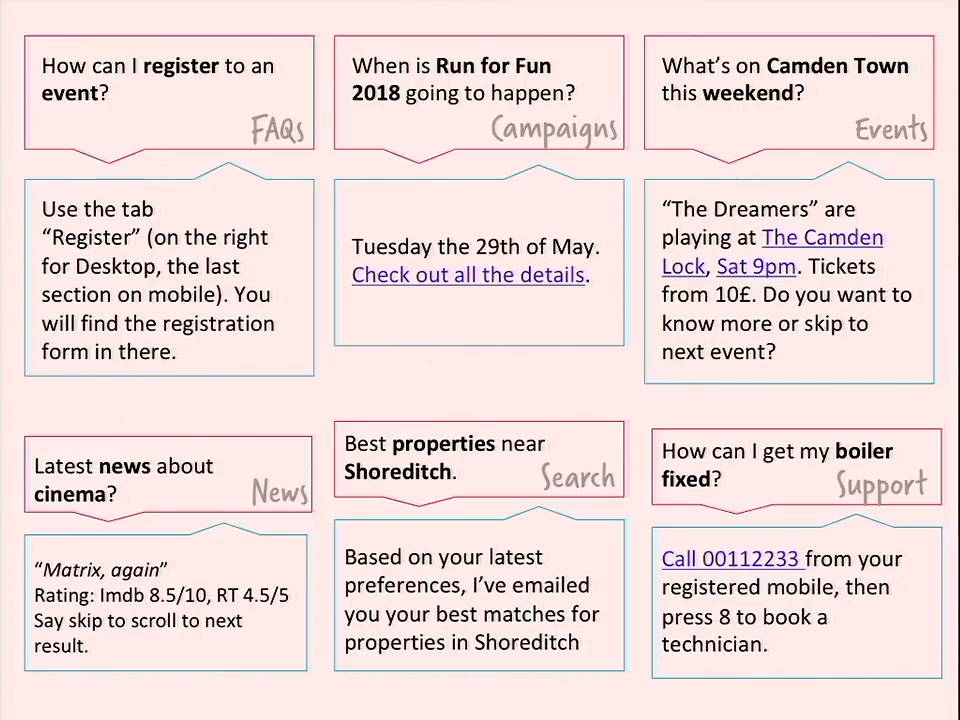 How can I register to an
event?
FAQs
Use the tab
“Register” (on the right
for Desktop, the last
section on mobile). You
will find the registration
form in there.
When is Run for Fun
2018 going to happen?
Campaigns
Tuesday the 29th of May.
Check out all the details.
What’s on Camden Town
this weekend?
Events
“The Dreamers” are
playing at The Camden
Lock, Sat 9pm. Tickets
from 10£. Do you want to
know more or skip to
next event?
Latest news about
cinema?
News
“Matrix, again”
Rating: Imdb 8.5/10, RT 4.5/5
Say skip to scroll to next
result.
Best properties near
Shoreditch.
Search
Based on your latest
preferences, I’ve emailed
you your best matches for
properties in Shoreditch
How can I get my boiler
fixed?
Support
Call 00112233 from your
registered mobile, then
press 8 to book a
technician.